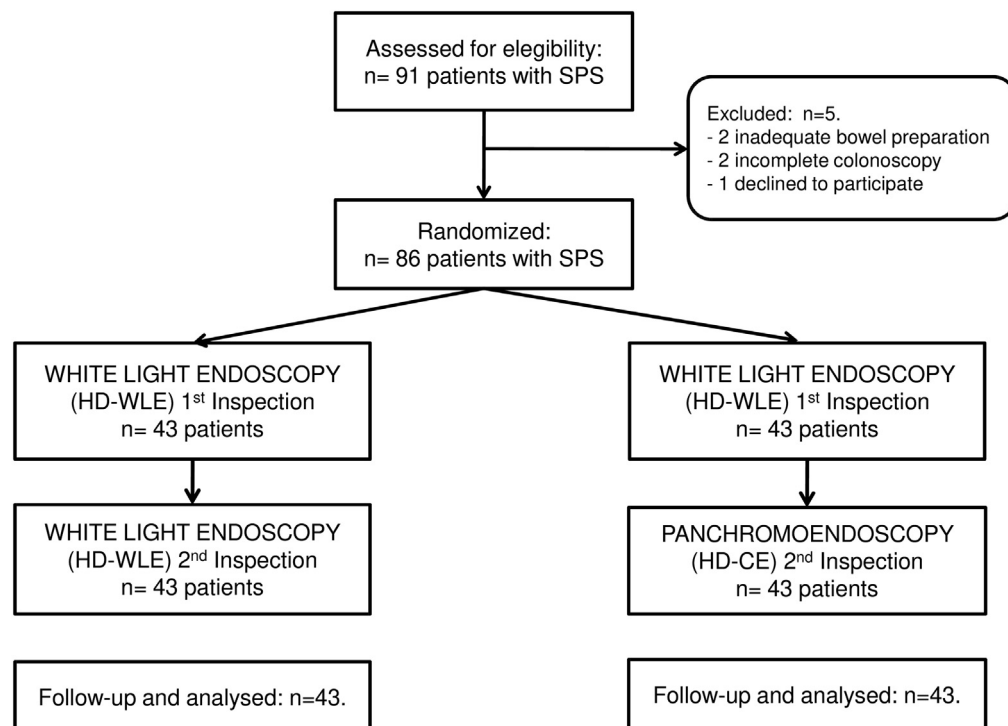 Assessed for elegibility:
n= 91 patients with SPS
Excluded: n=5.
- 2 inadequate bowel preparation
- 2 incomplete colonoscopy
- 1 declined to participate
Randomized:
n= 86 patients with SPS
WHITE LIGHT ENDOSCOPY
(HD-WLE) 1st Inspection
n= 43 patients
WHITE LIGHT ENDOSCOPY
(HD-WLE) 1st Inspection
n= 43 patients
WHITE LIGHT ENDOSCOPY
(HD-WLE) 2nd Inspection
n= 43 patients
PANCHROMOENDOSCOPY
(HD-CE) 2nd Inspection
n= 43 patients
Follow-up and analysed: n=43.
Follow-up and analysed: n=43.